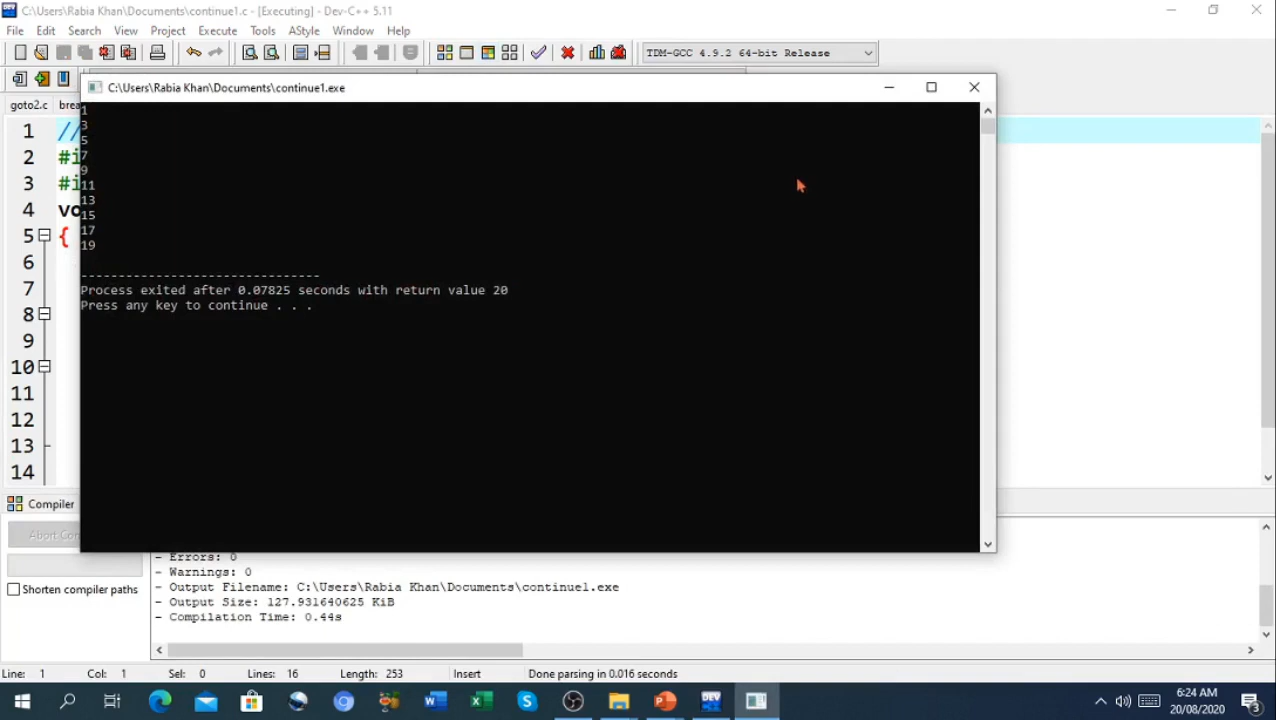 C:\Users\Rabia Khan\Documents\continue1.c - [Executing] - Dev-C++ 5.11
File Edit Search View Project Execute Tools AStyle Window Help
TDM-GCC 4.9.2 64-bit Release
C:\Users\Rabia Khan\Documents\continue1.exe
goto2.c brea
1
3
5
7
9
11
13
15
17
19
--------------------------------
Process exited after 0.07825 seconds with return value 20
Press any key to continue . . .
1 //
2 #i
3 #i
4 vo
5 {
6
7
8
9
10
11
12
13
14
Compiler
Abort Com
Shorten compiler paths
- Errors: 0
- Warnings: 0
- Output Filename: C:\Users\Rabia Khan\Documents\continue1.exe
- Output Size: 127.931640625 KiB
- Compilation Time: 0.44s
Line: 1 Col: 1 Sel: 0 Lines: 16 Length: 253 Insert Done parsing in 0.016 seconds
6:24 AM
20/08/2020
3